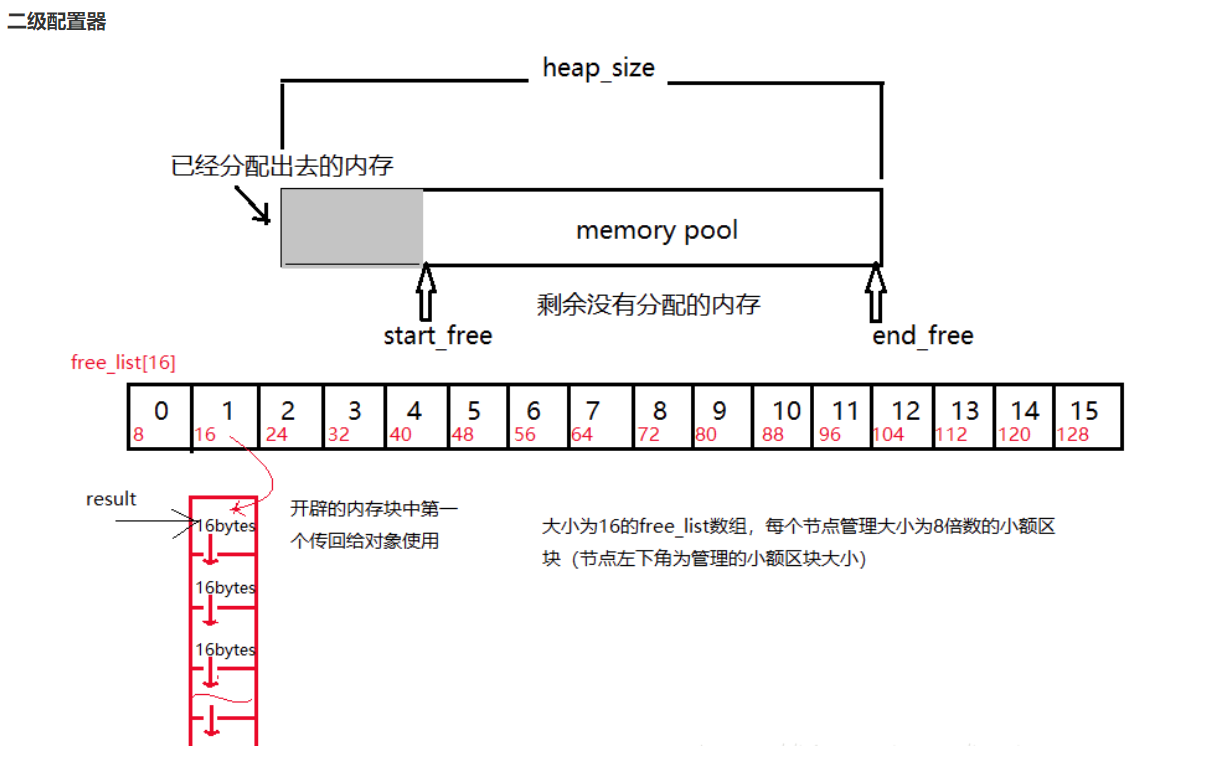 二级配置器
heap_size
已经分配出去的内存
memory pool
剩余没有分配的内存
start_free
end_free
free_list[16]
0 1 2 3 4 5 6 7 8 9 10 11 12 13 14 15
8 16 24 32 40 48 56 64 72 80 88 96 104 112 120 128
result
16bytes
16bytes
16bytes
开辟的内存块中第一
个传回给对象使用
大小为16的free_list数组，每个节点管理大小为8倍数的小额区
块（节点左下角为管理的小额区块大小）